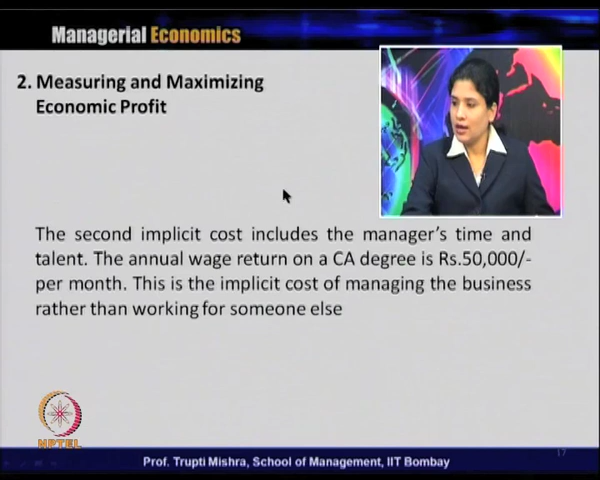 Managerial Economics
2. Measuring and Maximizing
Economic Profit
The second implicit cost includes the manager's time and
talent. The annual wage return on a CA degree is Rs.50,000/-
per month. This is the implicit cost of managing the business
rather than working for someone else
NPTEL
Prof. Trupti Mishra, School of Management, IIT Bombay
17